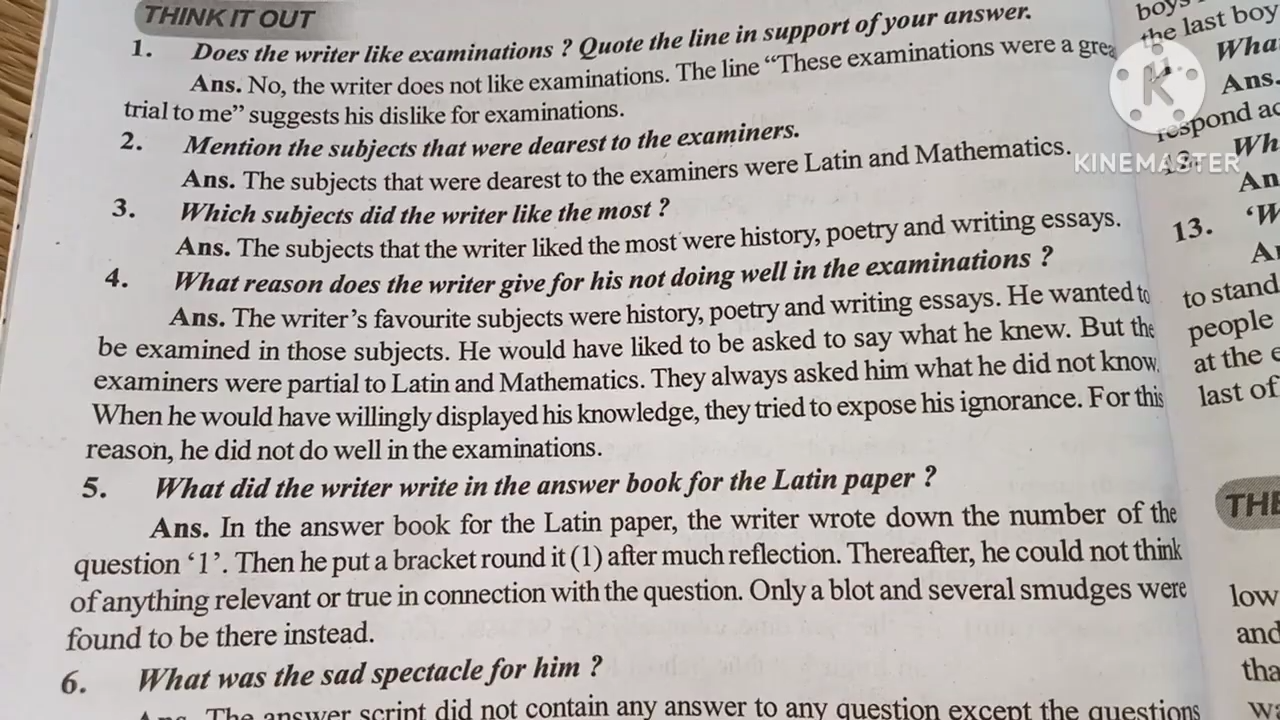 THINK IT OUT
1. Does the writer like examinations ? Quote the line in support of your answer.
Ans. No, the writer does not like examinations. The line “These examinations were a grea
trial to me” suggests his dislike for examinations.
2. Mention the subjects that were dearest to the examiners.
Ans. The subjects that were dearest to the examiners were Latin and Mathematics.
3. Which subjects did the writer like the most ?
Ans. The subjects that the writer liked the most were history, poetry and writing essays.
4. What reason does the writer give for his not doing well in the examinations ?
Ans. The writer’s favourite subjects were history, poetry and writing essays. He wanted to
be examined in those subjects. He would have liked to be asked to say what he knew. But the
examiners were partial to Latin and Mathematics. They always asked him what he did not know.
When he would have willingly displayed his knowledge, they tried to expose his ignorance. For this
reason, he did not do well in the examinations.
5. What did the writer write in the answer book for the Latin paper ?
Ans. In the answer book for the Latin paper, the writer wrote down the number of the
question ‘1’. Then he put a bracket round it (1) after much reflection. Thereafter, he could not think
of anything relevant or true in connection with the question. Only a blot and several smudges were
found to be there instead.
6. What was the sad spectacle for him ?
Ans. The answer script did not contain any answer to any question except the questions
boys
the last boy
Wha
Ans.
respond ac
Wh
An
13. ‘W
to stand
people
at the
last of
THE
low
and
tha
K
KINEMASTER